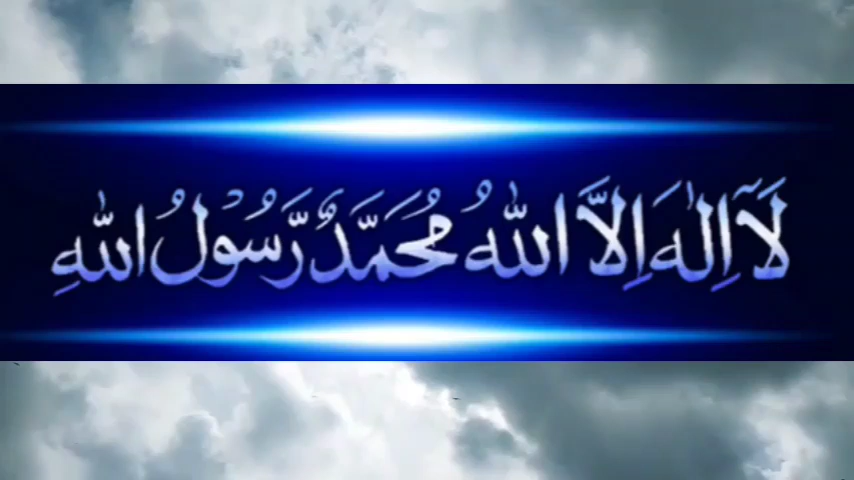 لَآ اِلٰهَ اِلَّا اللّٰهُ مُحَمَّدٌ رَّسُوْلُ اللّٰهِ